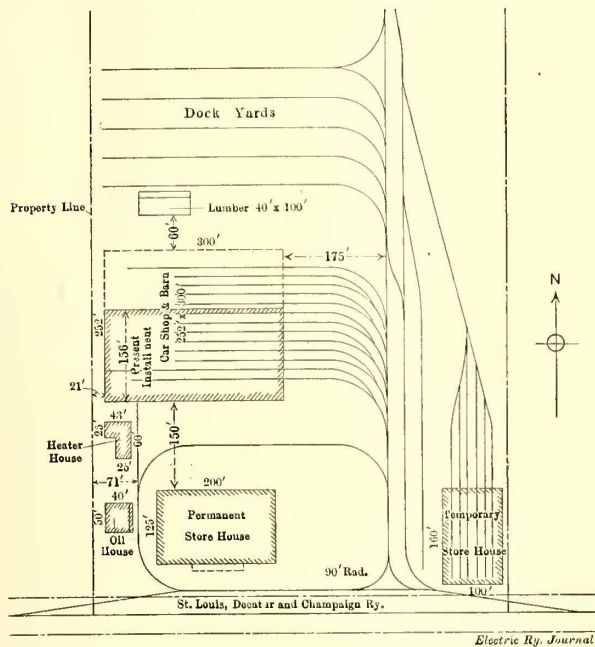 Dock Yards
Property Line
Lumber 40' x 100'
60'
300'
175'
N
Car Shop & Barn
252' x 300'
252'
156'
Present
Installment
21'
43'
25'
60'
150'
Heater
House
25'
71'
40'
50'
Oil
House
200'
125'
Permanent
Store House
90' Rad.
160'
Temporary
Store House
100'
St. Louis, Decatur and Champaign Ry.
Electric Ry. Journal